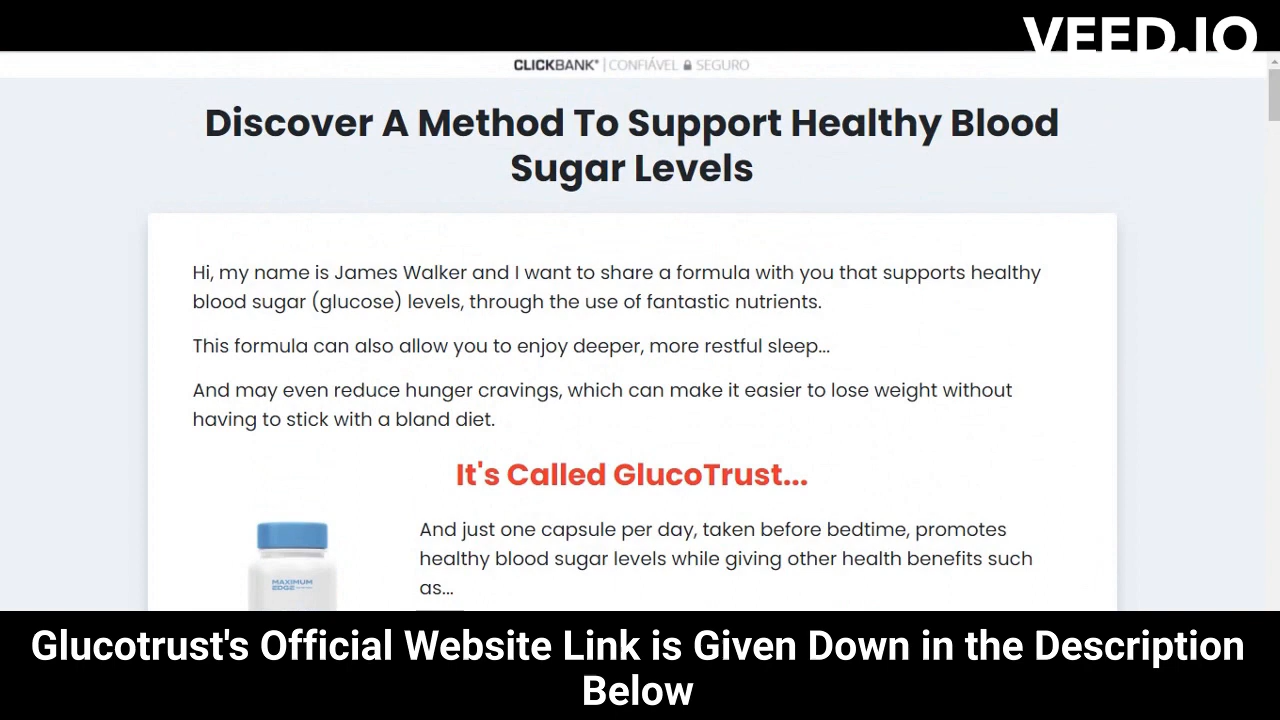 VEED.IO
CLICKBANK | CONFIÁVEL SEGURO
Discover A Method To Support Healthy Blood
Sugar Levels
Hi, my name is James Walker and I want to share a formula with you that supports healthy
blood sugar (glucose) levels, through the use of fantastic nutrients.
This formula can also allow you to enjoy deeper, more restful sleep...
And may even reduce hunger cravings, which can make it easier to lose weight without
having to stick with a bland diet.
It's Called GlucoTrust...
And just one capsule per day, taken before bedtime, promotes
healthy blood sugar levels while giving other health benefits such
as...
MAXIMUM
EDGE
Glucotrust's Official Website Link is Given Down in the Description
Below